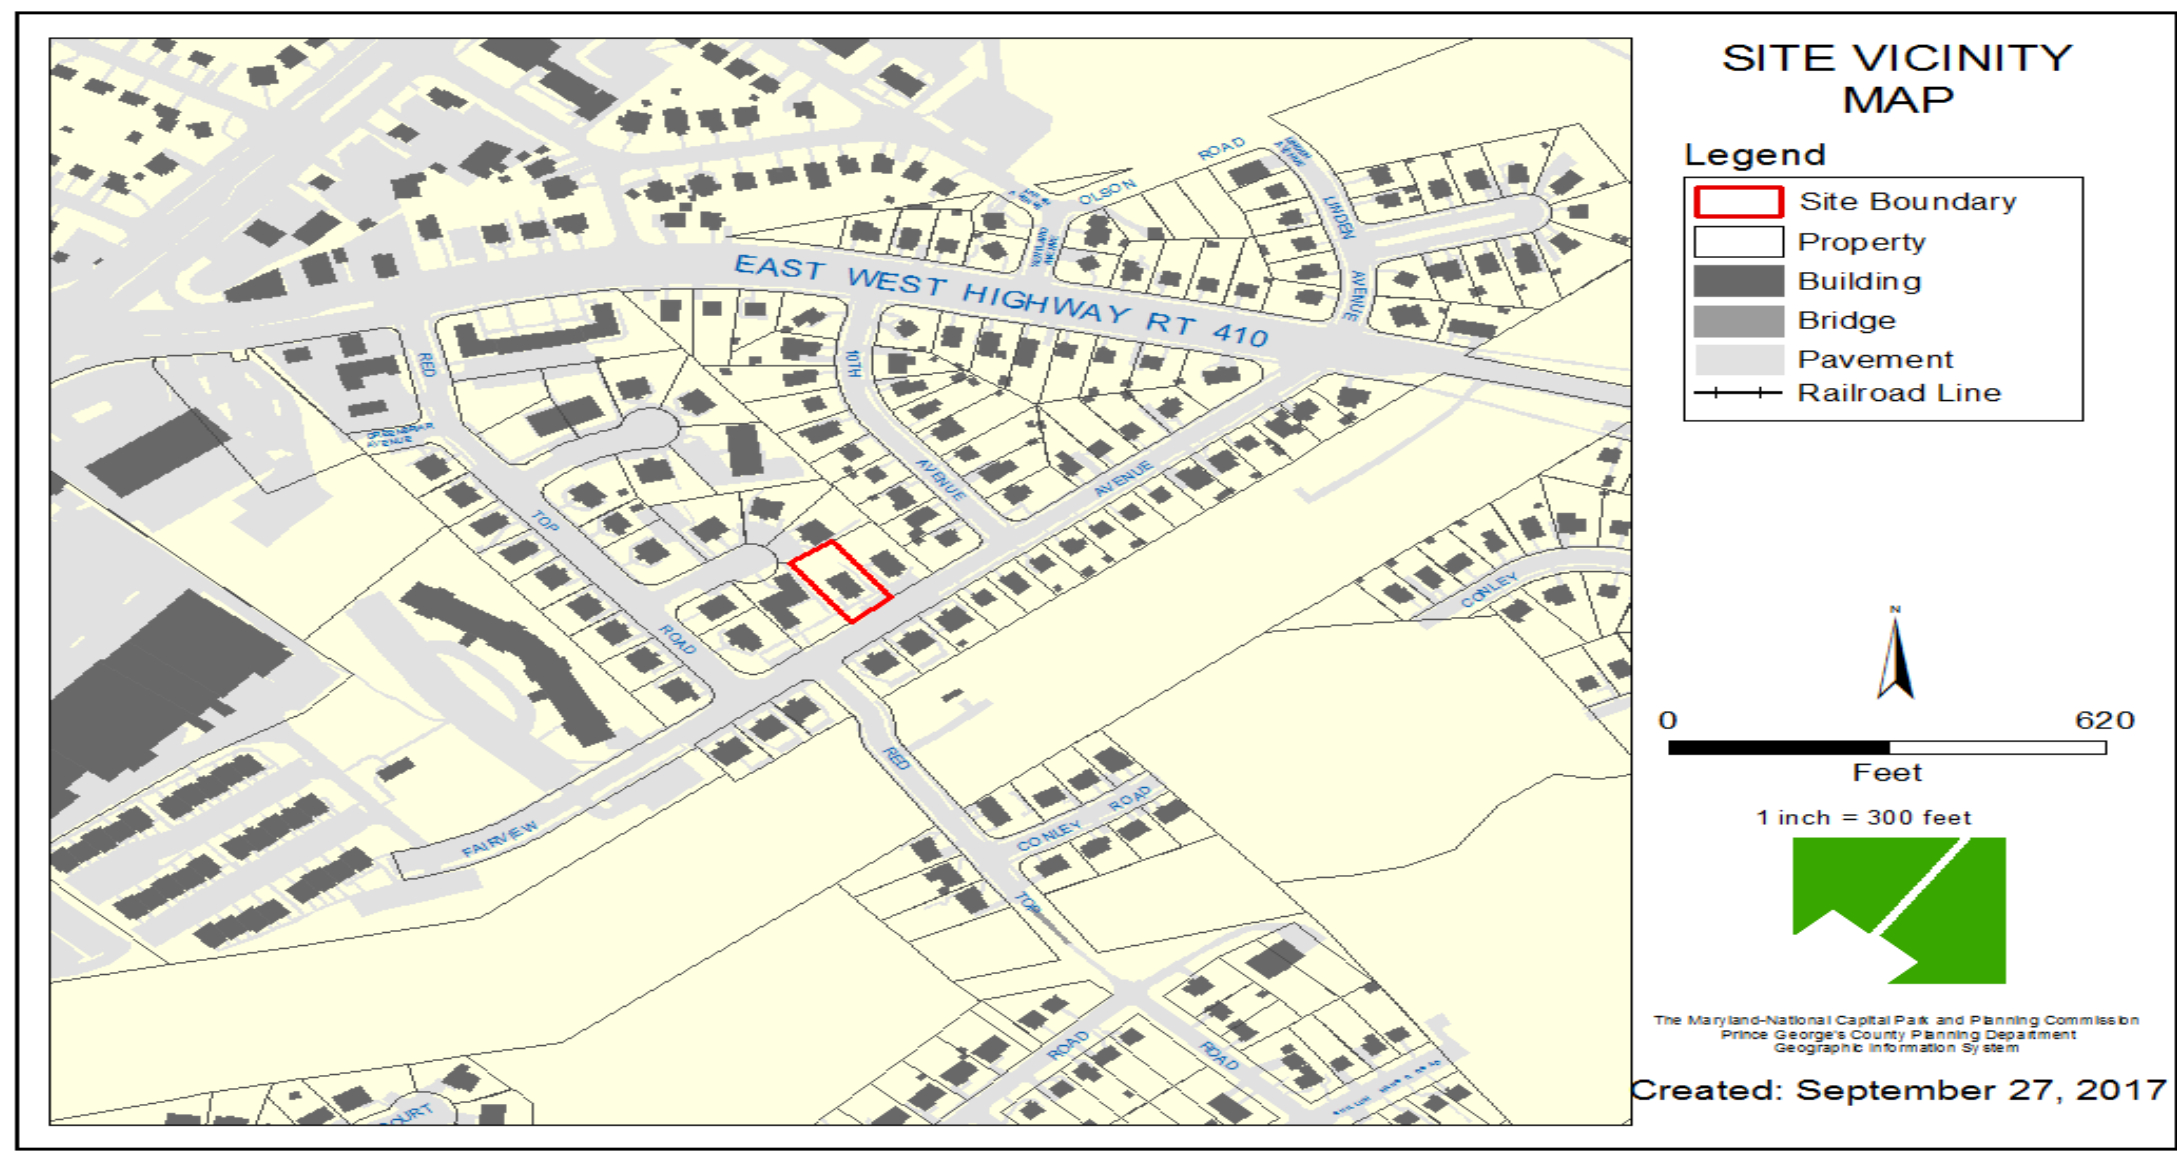 SITE VICINITY
MAP
Legend
Site Boundary
Property
Building
Bridge
Pavement
Railroad Line
N
0 620
Feet
1 inch = 300 feet
The Maryland-National Capital Park and Planning Commission
Prince George's County Planning Department
Geographic Information System
Created: September 27, 2017
ROAD
OLSON
LINDEN
AVENUE
EAST WEST HIGHWAY RT 410
RED
10TH
AVENUE
GREENBRIAR
AVENUE
AVENUE
TOP
ROAD
CONLEY
RED
FAIRVIEW
CONLEY ROAD
TOP
ROAD
ROAD
COURT